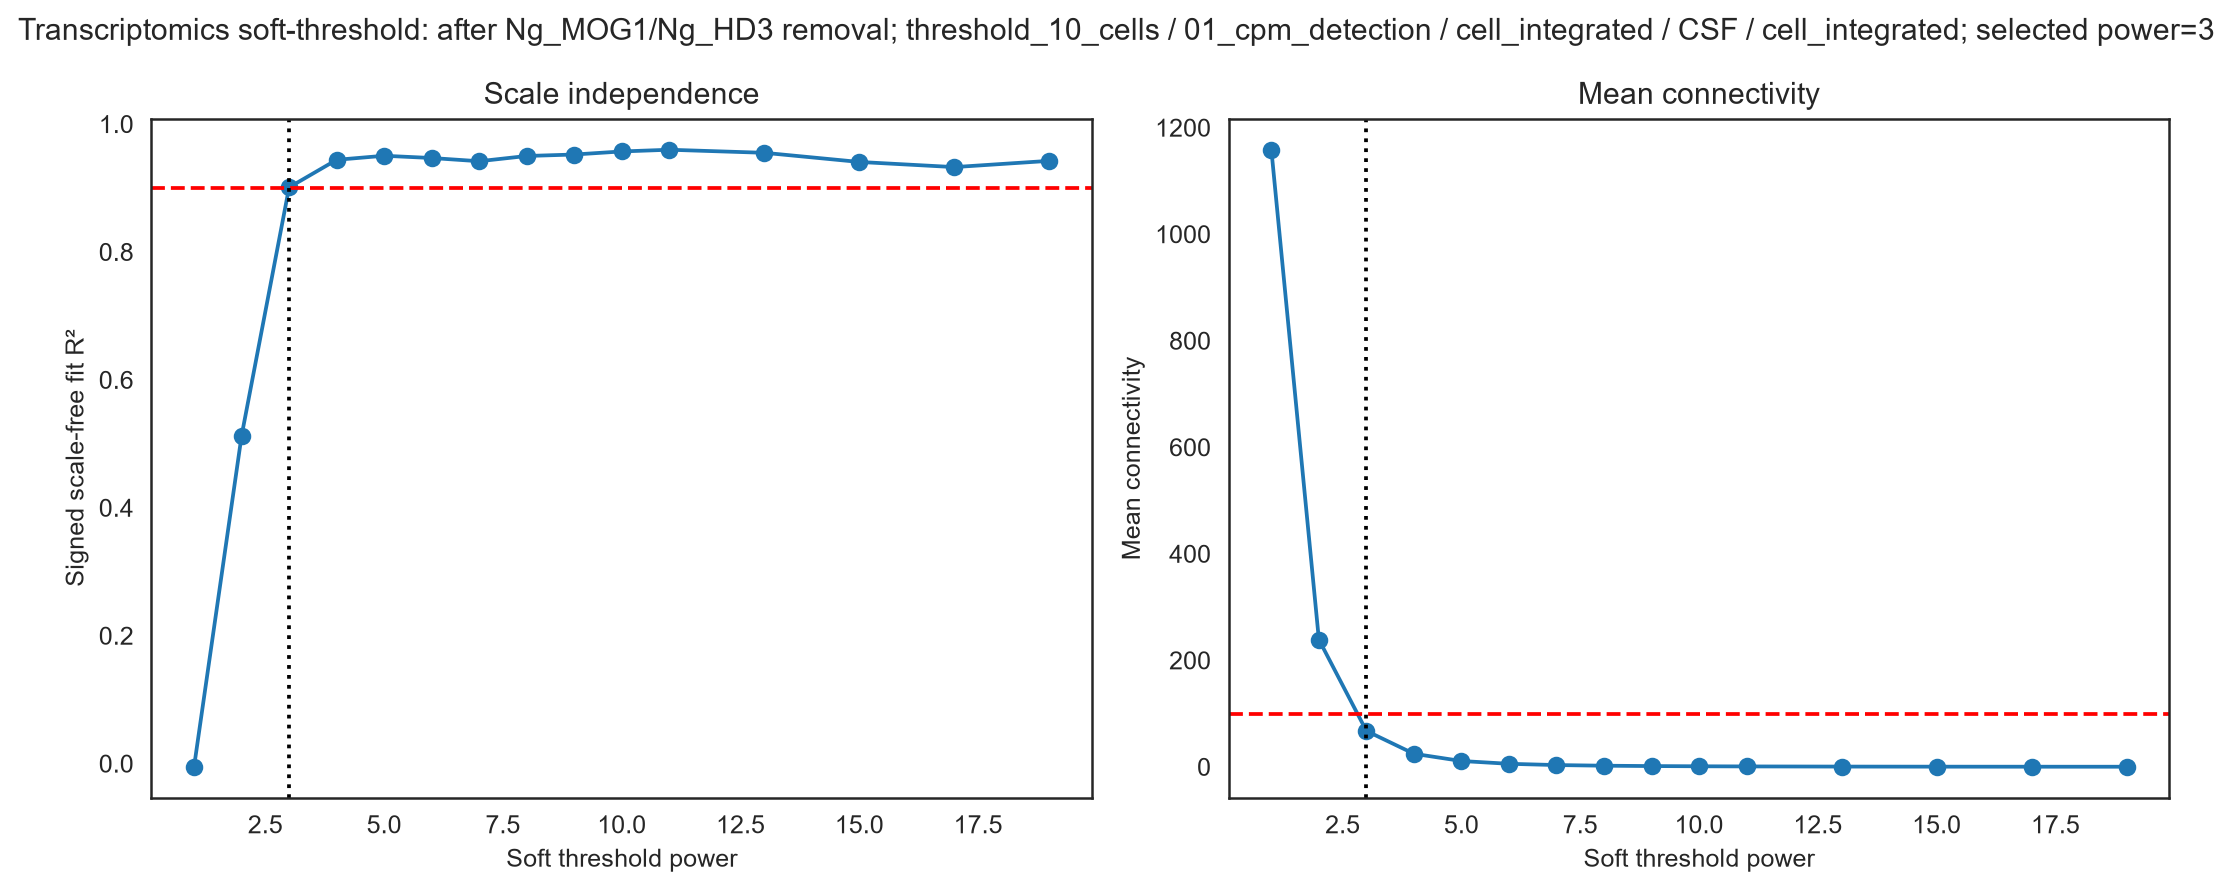 Transcriptomics soft-threshold: after Ng_MOG1/Ng_HD3 removal; threshold_10_cells / 01_cpm_detection / cell_integrated / CSF / cell_integrated; selected power=3
Scale independence
1.0
0.8
0.6
0.4
0.2
0.0
Signed scale-free fit R²
2.5 5.0 7.5 10.0 12.5 15.0 17.5
Soft threshold power
Mean connectivity
1200
1000
800
600
400
200
0
Mean connectivity
2.5 5.0 7.5 10.0 12.5 15.0 17.5
Soft threshold power